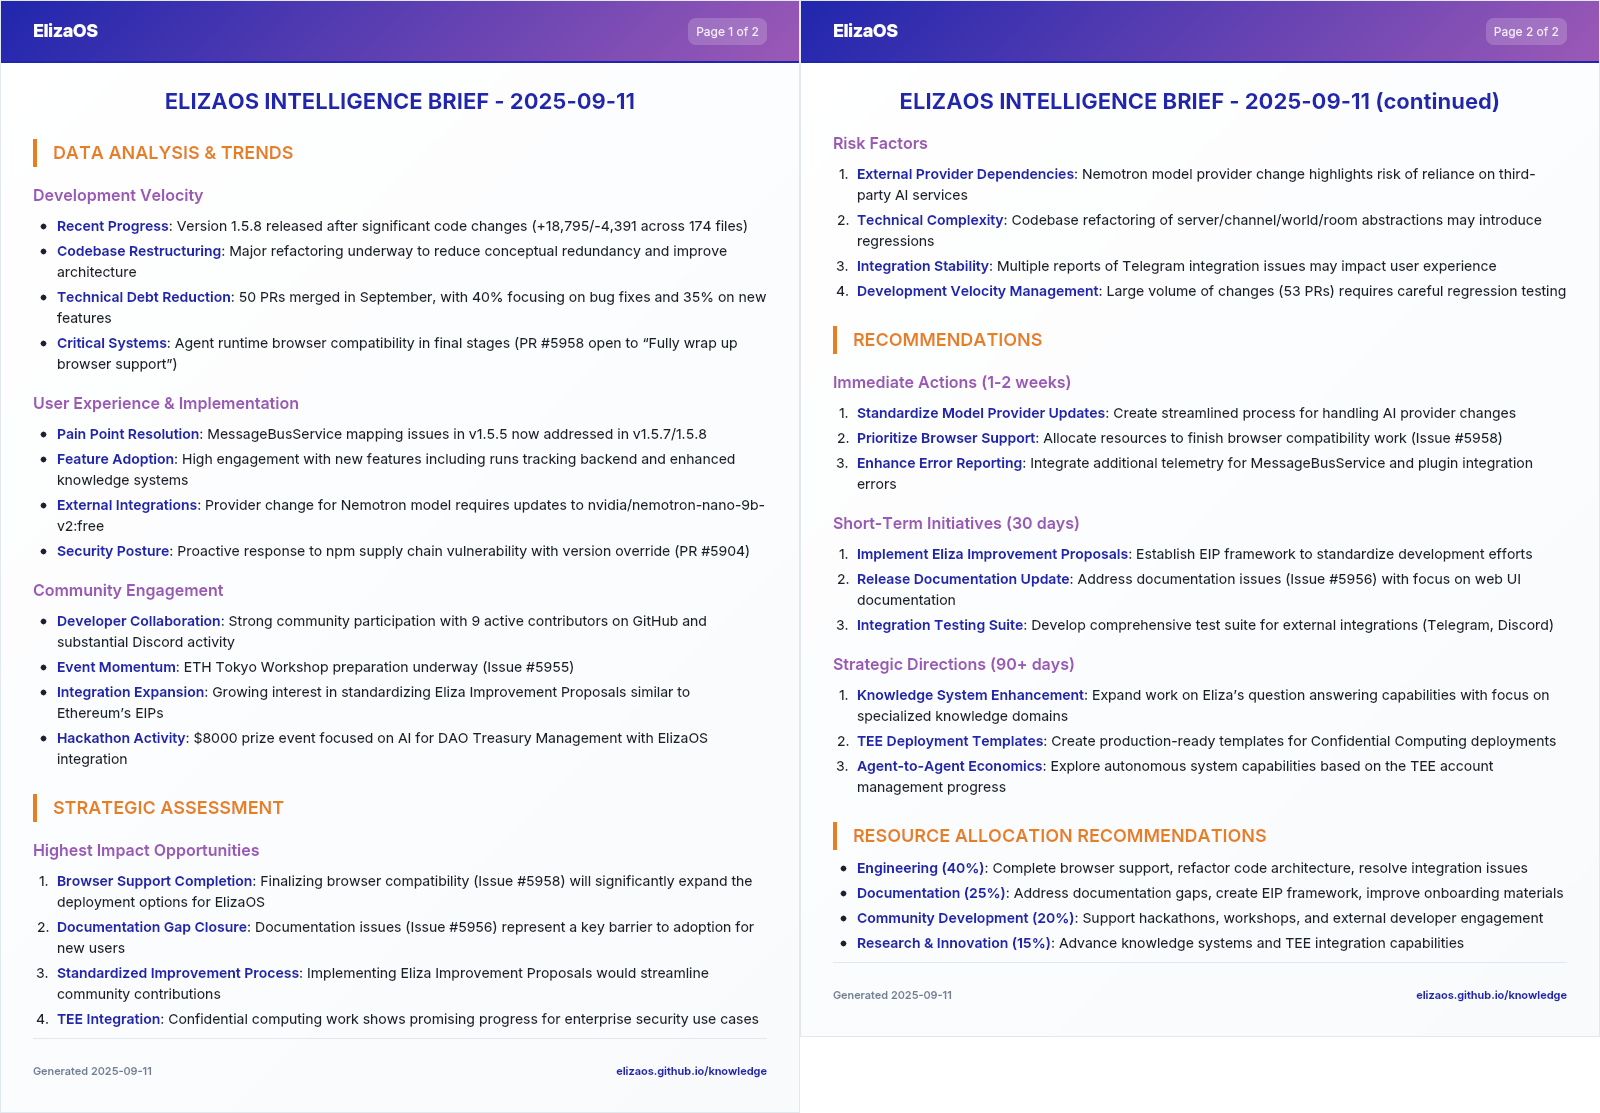 ElizaOS
Page 1 of 2
ELIZAOS INTELLIGENCE BRIEF - 2025-09-11
DATA ANALYSIS & TRENDS
Development Velocity
• Recent Progress: Version 1.5.8 released after significant code changes (+18,795/-4,391 across 174 files)
• Codebase Restructuring: Major refactoring underway to reduce conceptual redundancy and improve
architecture
• Technical Debt Reduction: 50 PRs merged in September, with 40% focusing on bug fixes and 35% on new
features
• Critical Systems: Agent runtime browser compatibility in final stages (PR #5958 open to “Fully wrap up
browser support”)
User Experience & Implementation
• Pain Point Resolution: MessageBusService mapping issues in v1.5.5 now addressed in v1.5.7/1.5.8
• Feature Adoption: High engagement with new features including runs tracking backend and enhanced
knowledge systems
• External Integrations: Provider change for Nemotron model requires updates to nvidia/nemotron-nano-9b-
v2:free
• Security Posture: Proactive response to npm supply chain vulnerability with version override (PR #5904)
Community Engagement
• Developer Collaboration: Strong community participation with 9 active contributors on GitHub and
substantial Discord activity
• Event Momentum: ETH Tokyo Workshop preparation underway (Issue #5955)
• Integration Expansion: Growing interest in standardizing Eliza Improvement Proposals similar to
Ethereum’s EIPs
• Hackathon Activity: $8000 prize event focused on AI for DAO Treasury Management with ElizaOS
integration
STRATEGIC ASSESSMENT
Highest Impact Opportunities
1. Browser Support Completion: Finalizing browser compatibility (Issue #5958) will significantly expand the
deployment options for ElizaOS
2. Documentation Gap Closure: Documentation issues (Issue #5956) represent a key barrier to adoption for
new users
3. Standardized Improvement Process: Implementing Eliza Improvement Proposals would streamline
community contributions
4. TEE Integration: Confidential computing work shows promising progress for enterprise security use cases
Generated 2025-09-11
elizaos.github.io/knowledge
ElizaOS
Page 2 of 2
ELIZAOS INTELLIGENCE BRIEF - 2025-09-11 (continued)
Risk Factors
1. External Provider Dependencies: Nemotron model provider change highlights risk of reliance on third-
party AI services
2. Technical Complexity: Codebase refactoring of server/channel/world/room abstractions may introduce
regressions
3. Integration Stability: Multiple reports of Telegram integration issues may impact user experience
4. Development Velocity Management: Large volume of changes (53 PRs) requires careful regression testing
RECOMMENDATIONS
Immediate Actions (1-2 weeks)
1. Standardize Model Provider Updates: Create streamlined process for handling AI provider changes
2. Prioritize Browser Support: Allocate resources to finish browser compatibility work (Issue #5958)
3. Enhance Error Reporting: Integrate additional telemetry for MessageBusService and plugin integration
errors
Short-Term Initiatives (30 days)
1. Implement Eliza Improvement Proposals: Establish EIP framework to standardize development efforts
2. Release Documentation Update: Address documentation issues (Issue #5956) with focus on web UI
documentation
3. Integration Testing Suite: Develop comprehensive test suite for external integrations (Telegram, Discord)
Strategic Directions (90+ days)
1. Knowledge System Enhancement: Expand work on Eliza’s question answering capabilities with focus on
specialized knowledge domains
2. TEE Deployment Templates: Create production-ready templates for Confidential Computing deployments
3. Agent-to-Agent Economics: Explore autonomous system capabilities based on the TEE account
management progress
RESOURCE ALLOCATION RECOMMENDATIONS
• Engineering (40%): Complete browser support, refactor code architecture, resolve integration issues
• Documentation (25%): Address documentation gaps, create EIP framework, improve onboarding materials
• Community Development (20%): Support hackathons, workshops, and external developer engagement
• Research & Innovation (15%): Advance knowledge systems and TEE integration capabilities
Generated 2025-09-11
elizaos.github.io/knowledge